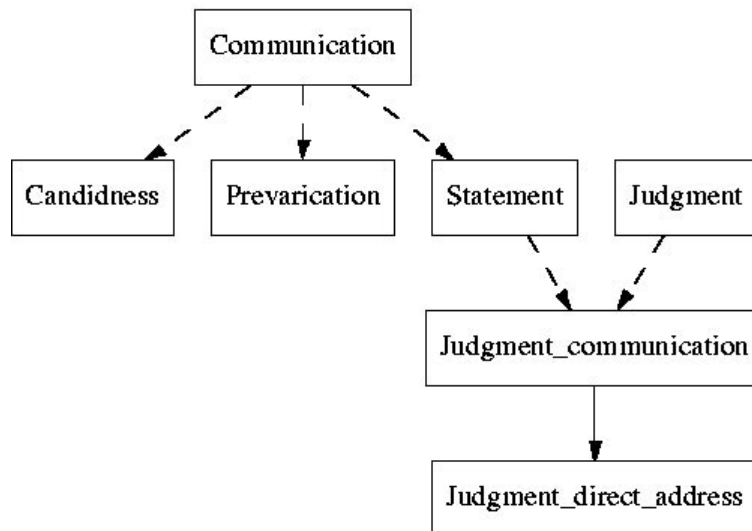 Communication
Candidness
Prevarication
Statement
Judgment
Judgment_communication
Judgment_direct_address